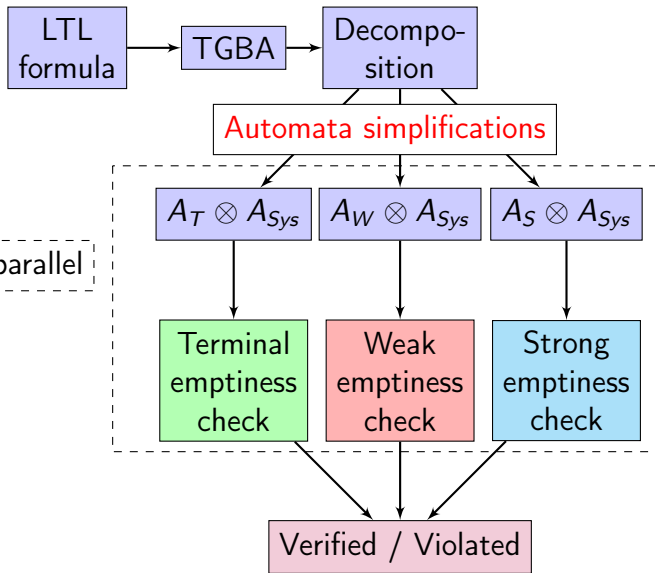 LTL
formula
TGBA
Decompo-
sition
Automata simplifications
A_T ⊗ A_Sys
A_W ⊗ A_Sys
A_S ⊗ A_Sys
parallel
Terminal
emptiness
check
Weak
emptiness
check
Strong
emptiness
check
Verified / Violated